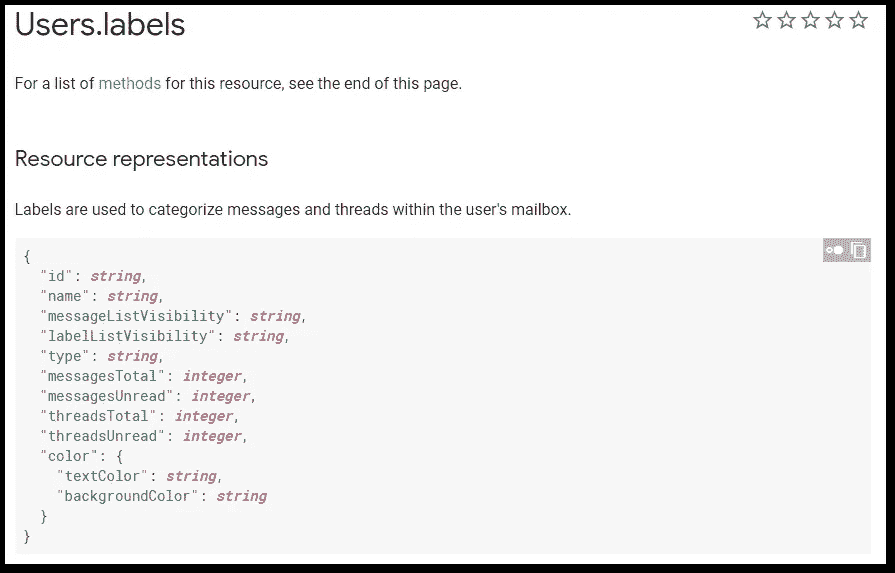 Users.labels
For a list of methods for this resource, see the end of this page.
Resource representations
Labels are used to categorize messages and threads within the user's mailbox.
{
  "id": string,
  "name": string,
  "messageListVisibility": string,
  "labelListVisibility": string,
  "type": string,
  "messagesTotal": integer,
  "messagesUnread": integer,
  "threadsTotal": integer,
  "threadsUnread": integer,
  "color": {
    "textColor": string,
    "backgroundColor": string
  }
}